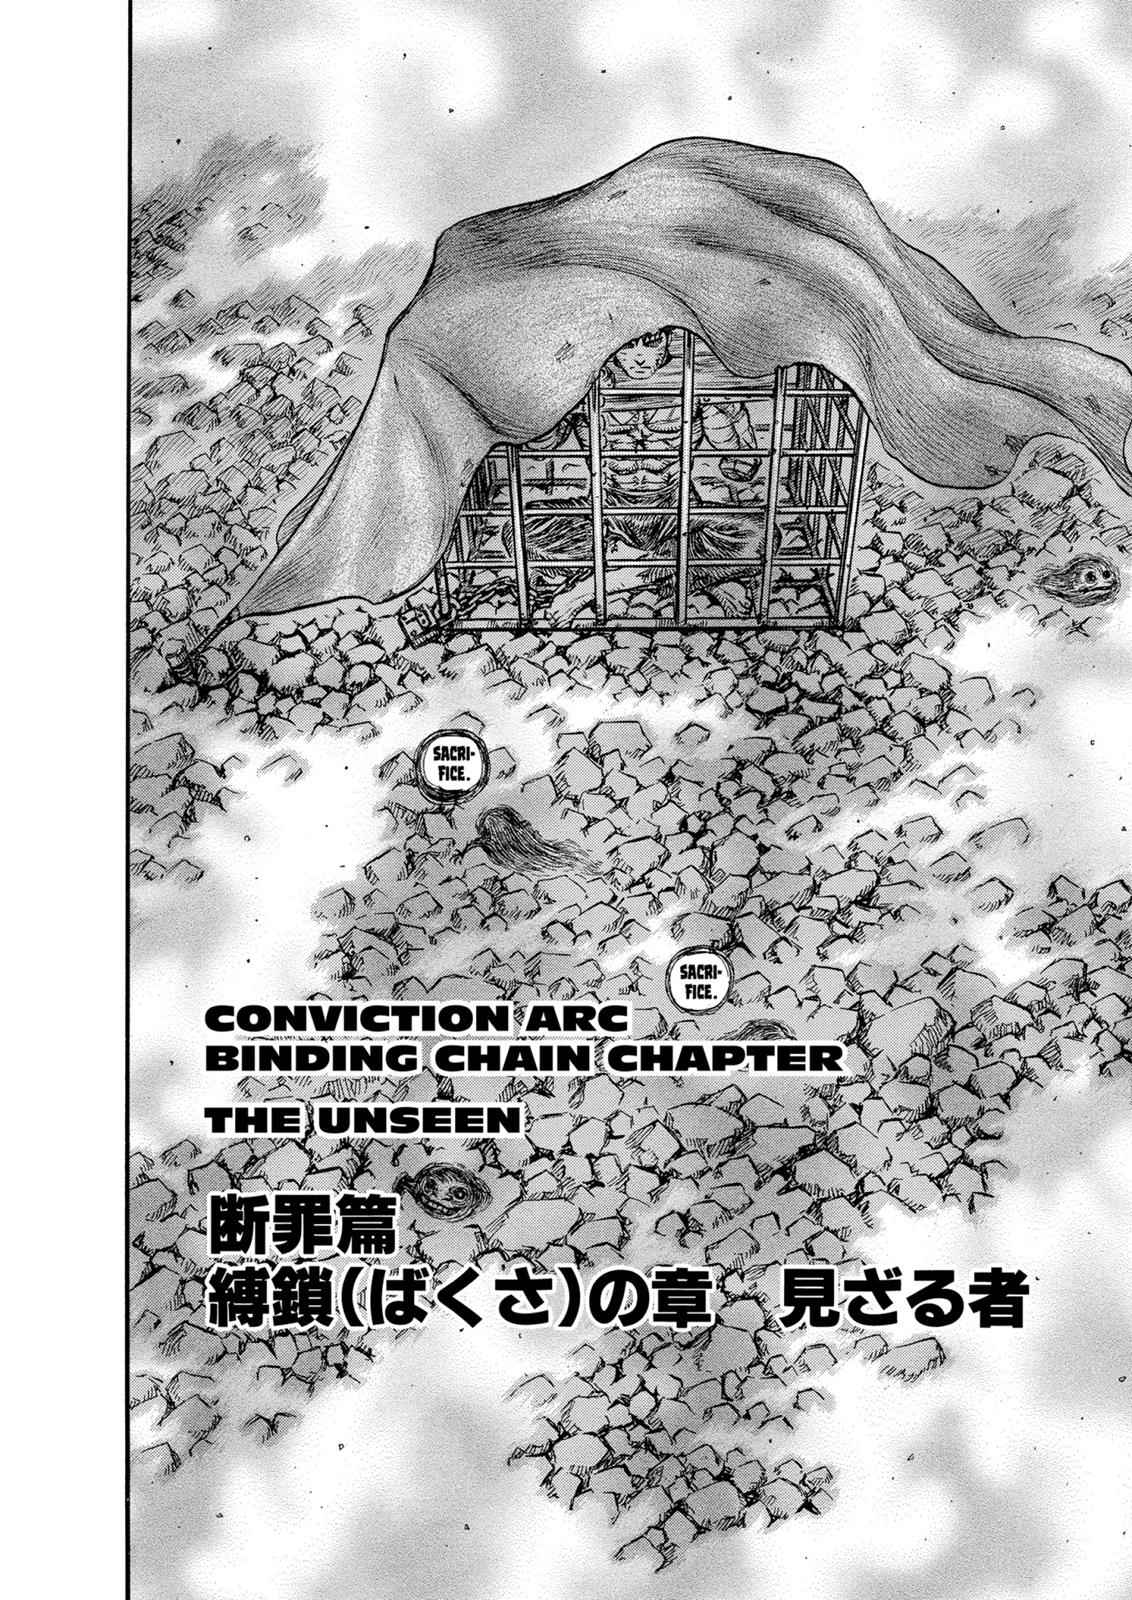 SACRI-
FICE.
SACRI-
FICE.
CONVICTION ARC
BINDING CHAIN CHAPTER
THE UNSEEN
断罪篇
縛鎖(ばくさ)の章　見ざる者